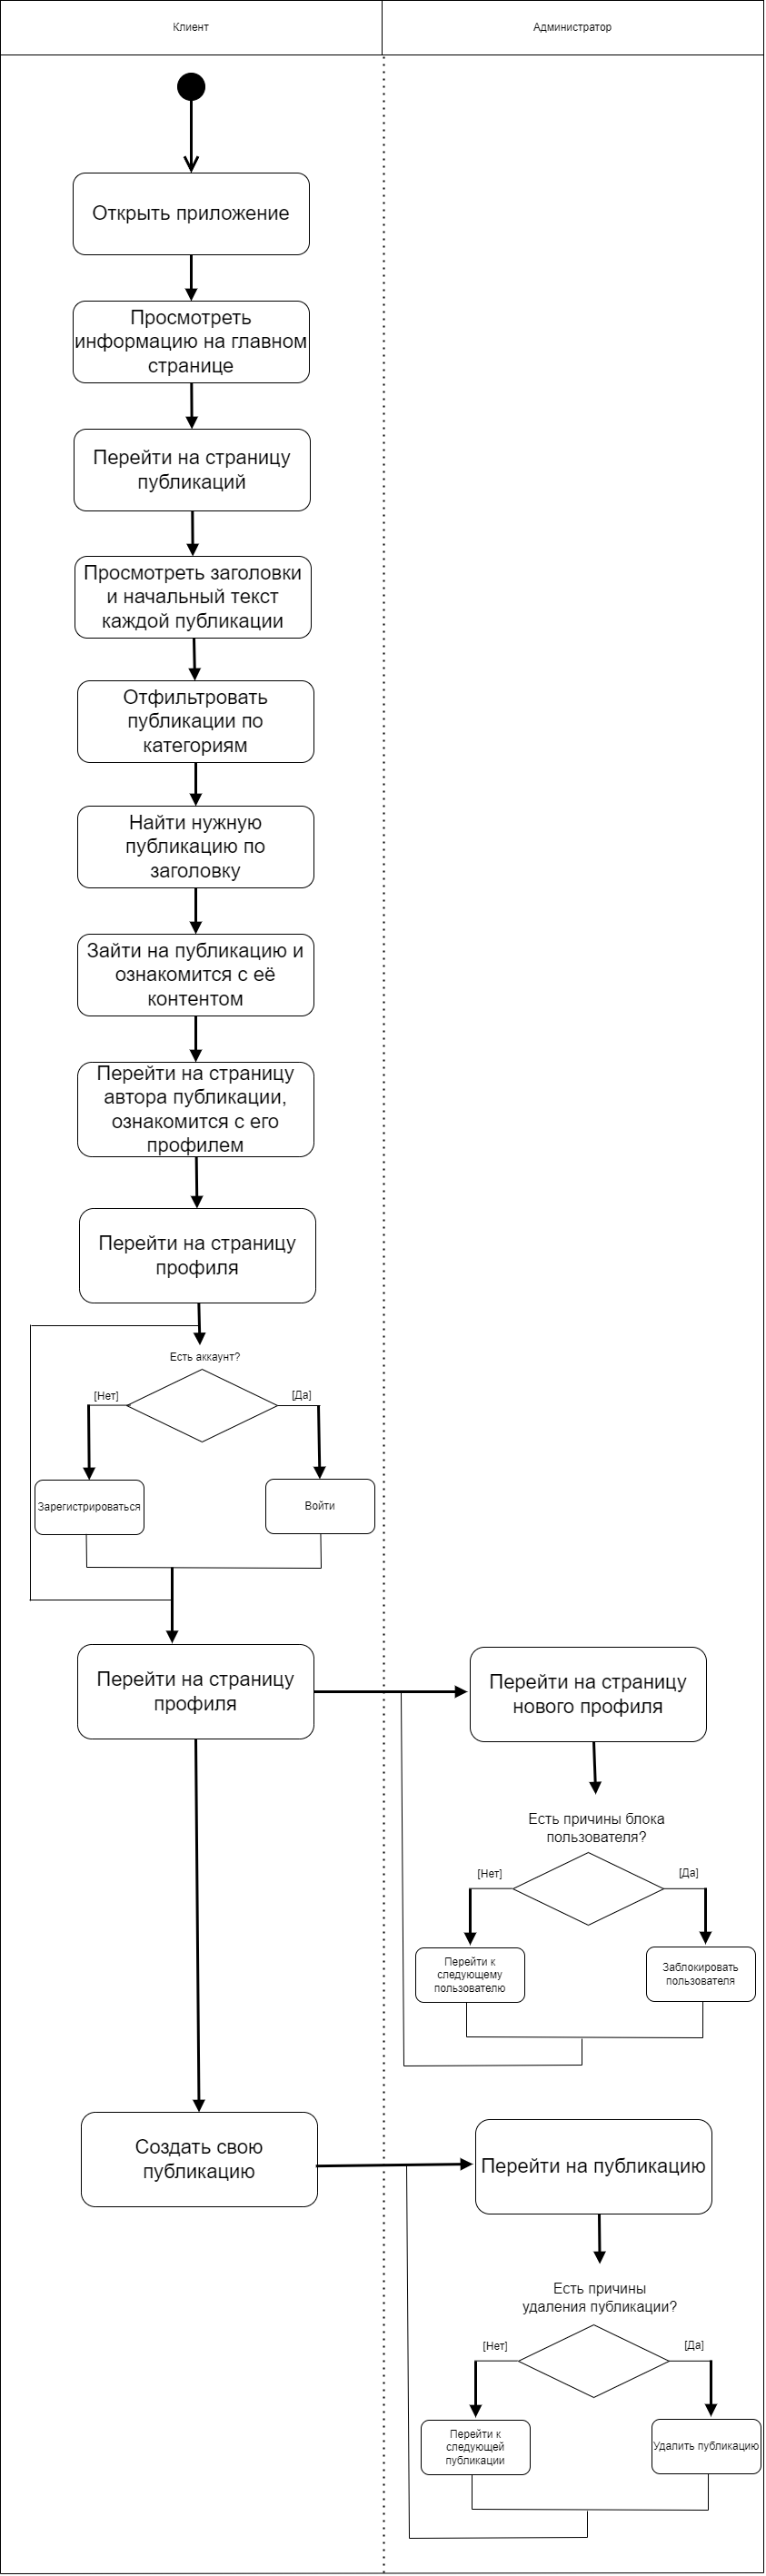 Клиент
Администратор
Открыть приложение
Просмотреть
информацию на главном
странице
Перейти на страницу
публикаций
Просмотреть заголовки
и начальный текст
каждой публикации
Отфильтровать
публикации по
категориям
Найти нужную
публикацию по
заголовку
Зайти на публикацию и
ознакомится с её
контентом
Перейти на страницу
автора публикации,
ознакомится с его
профилем
Перейти на страницу
профиля
Есть аккаунт?
[Нет]
[Да]
Зарегистрироваться
Войти
Перейти на страницу
профиля
Перейти на страницу
нового профиля
Есть причины блока
пользователя?
[Нет]
[Да]
Перейти к
следующему
пользователю
Заблокировать
пользователя
Создать свою
публикацию
Перейти на публикацию
Есть причины
удаления публикации?
[Нет]
[Да]
Перейти к
следующей
публикации
Удалить публикацию